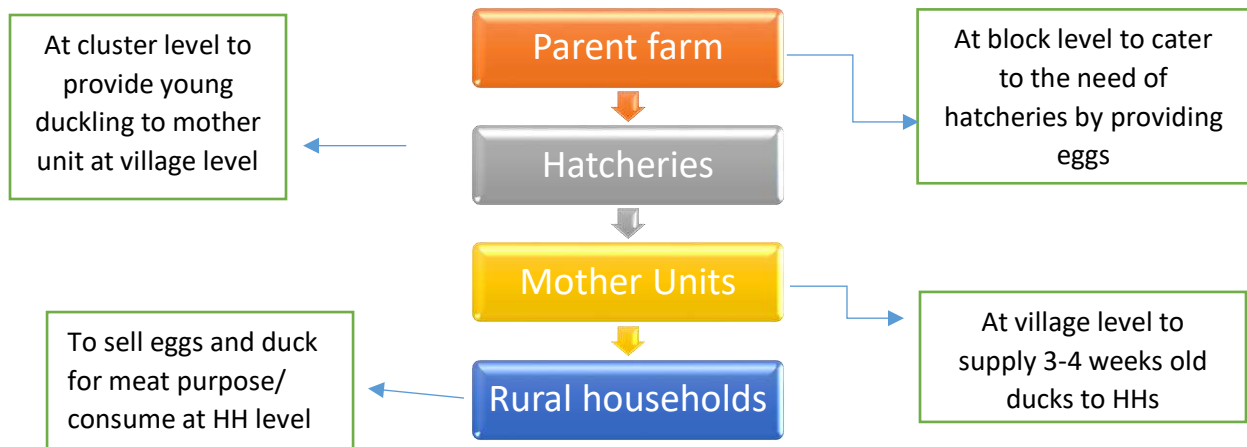 Parent farm
At block level to cater
to the need of
hatcheries by providing
eggs
At cluster level to
provide young
duckling to mother
unit at village level
Hatcheries
Mother Units
At village level to
supply 3-4 weeks old
ducks to HHs
To sell eggs and duck
for meat purpose/
consume at HH level
Rural households